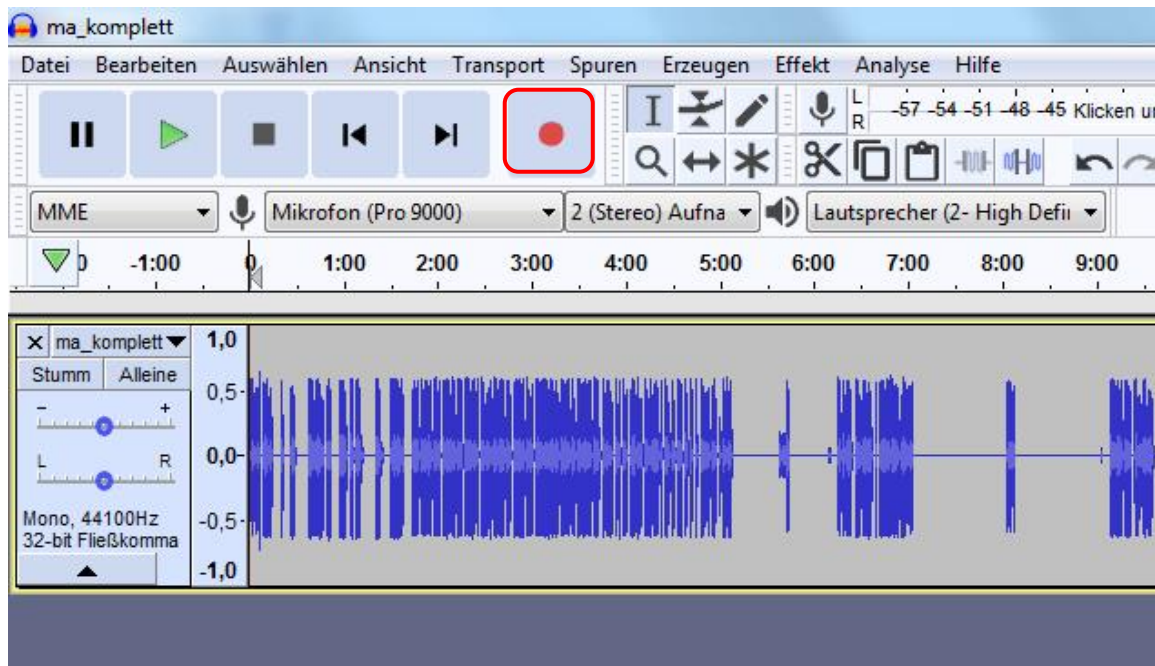 ma_komplett
Datei Bearbeiten Auswählen Ansicht Transport Spuren Erzeugen Effekt Analyse Hilfe
L
R
-57 -54 -51 -48 -45 Klicken un
MME
Mikrofon (Pro 9000)
2 (Stereo) Aufna
Lautsprecher (2- High Defii
0 -1:00 0 1:00 2:00 3:00 4:00 5:00 6:00 7:00 8:00 9:00
× ma_komplett
Stumm Alleine
- +
L R
Mono, 44100Hz
32-bit Fließkomma
1,0
0,5-
0,0-
-0,5-
-1,0